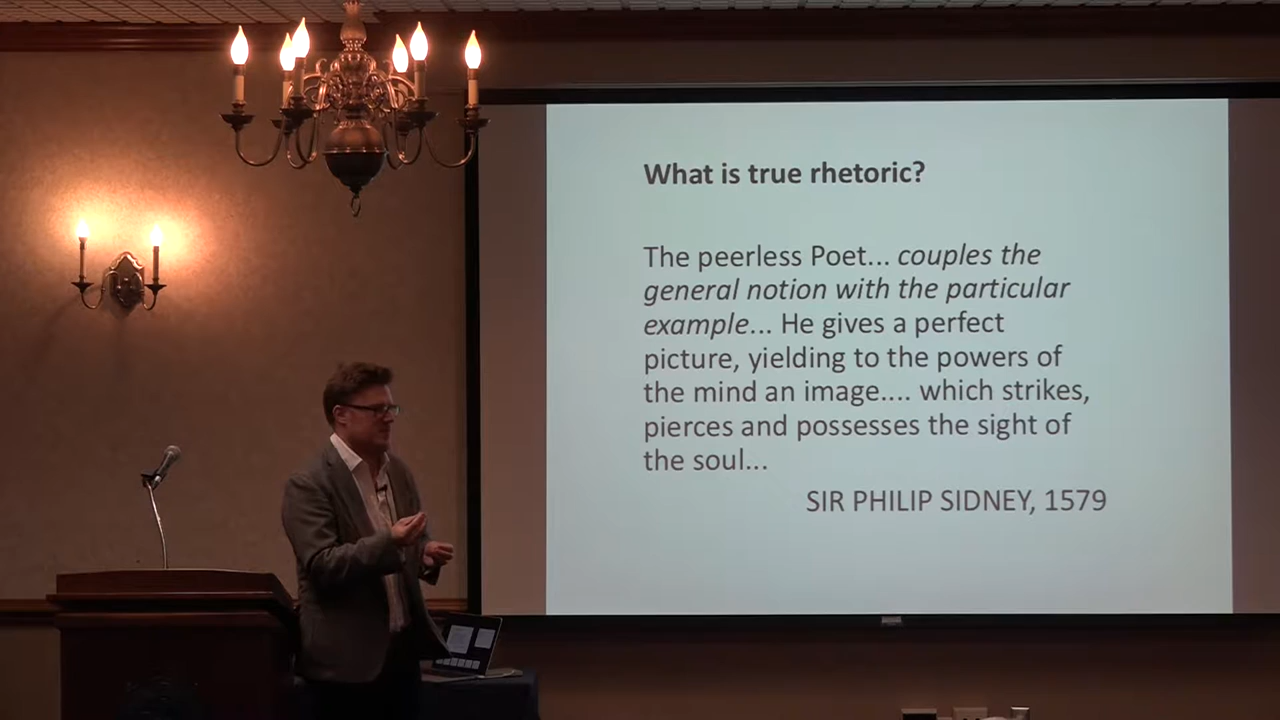 What is true rhetoric?
The peerless Poet... couples the
general notion with the particular
example... He gives a perfect
picture, yielding to the powers of
the mind an image.... which strikes,
pierces and possesses the sight of
the soul...
SIR PHILIP SIDNEY, 1579